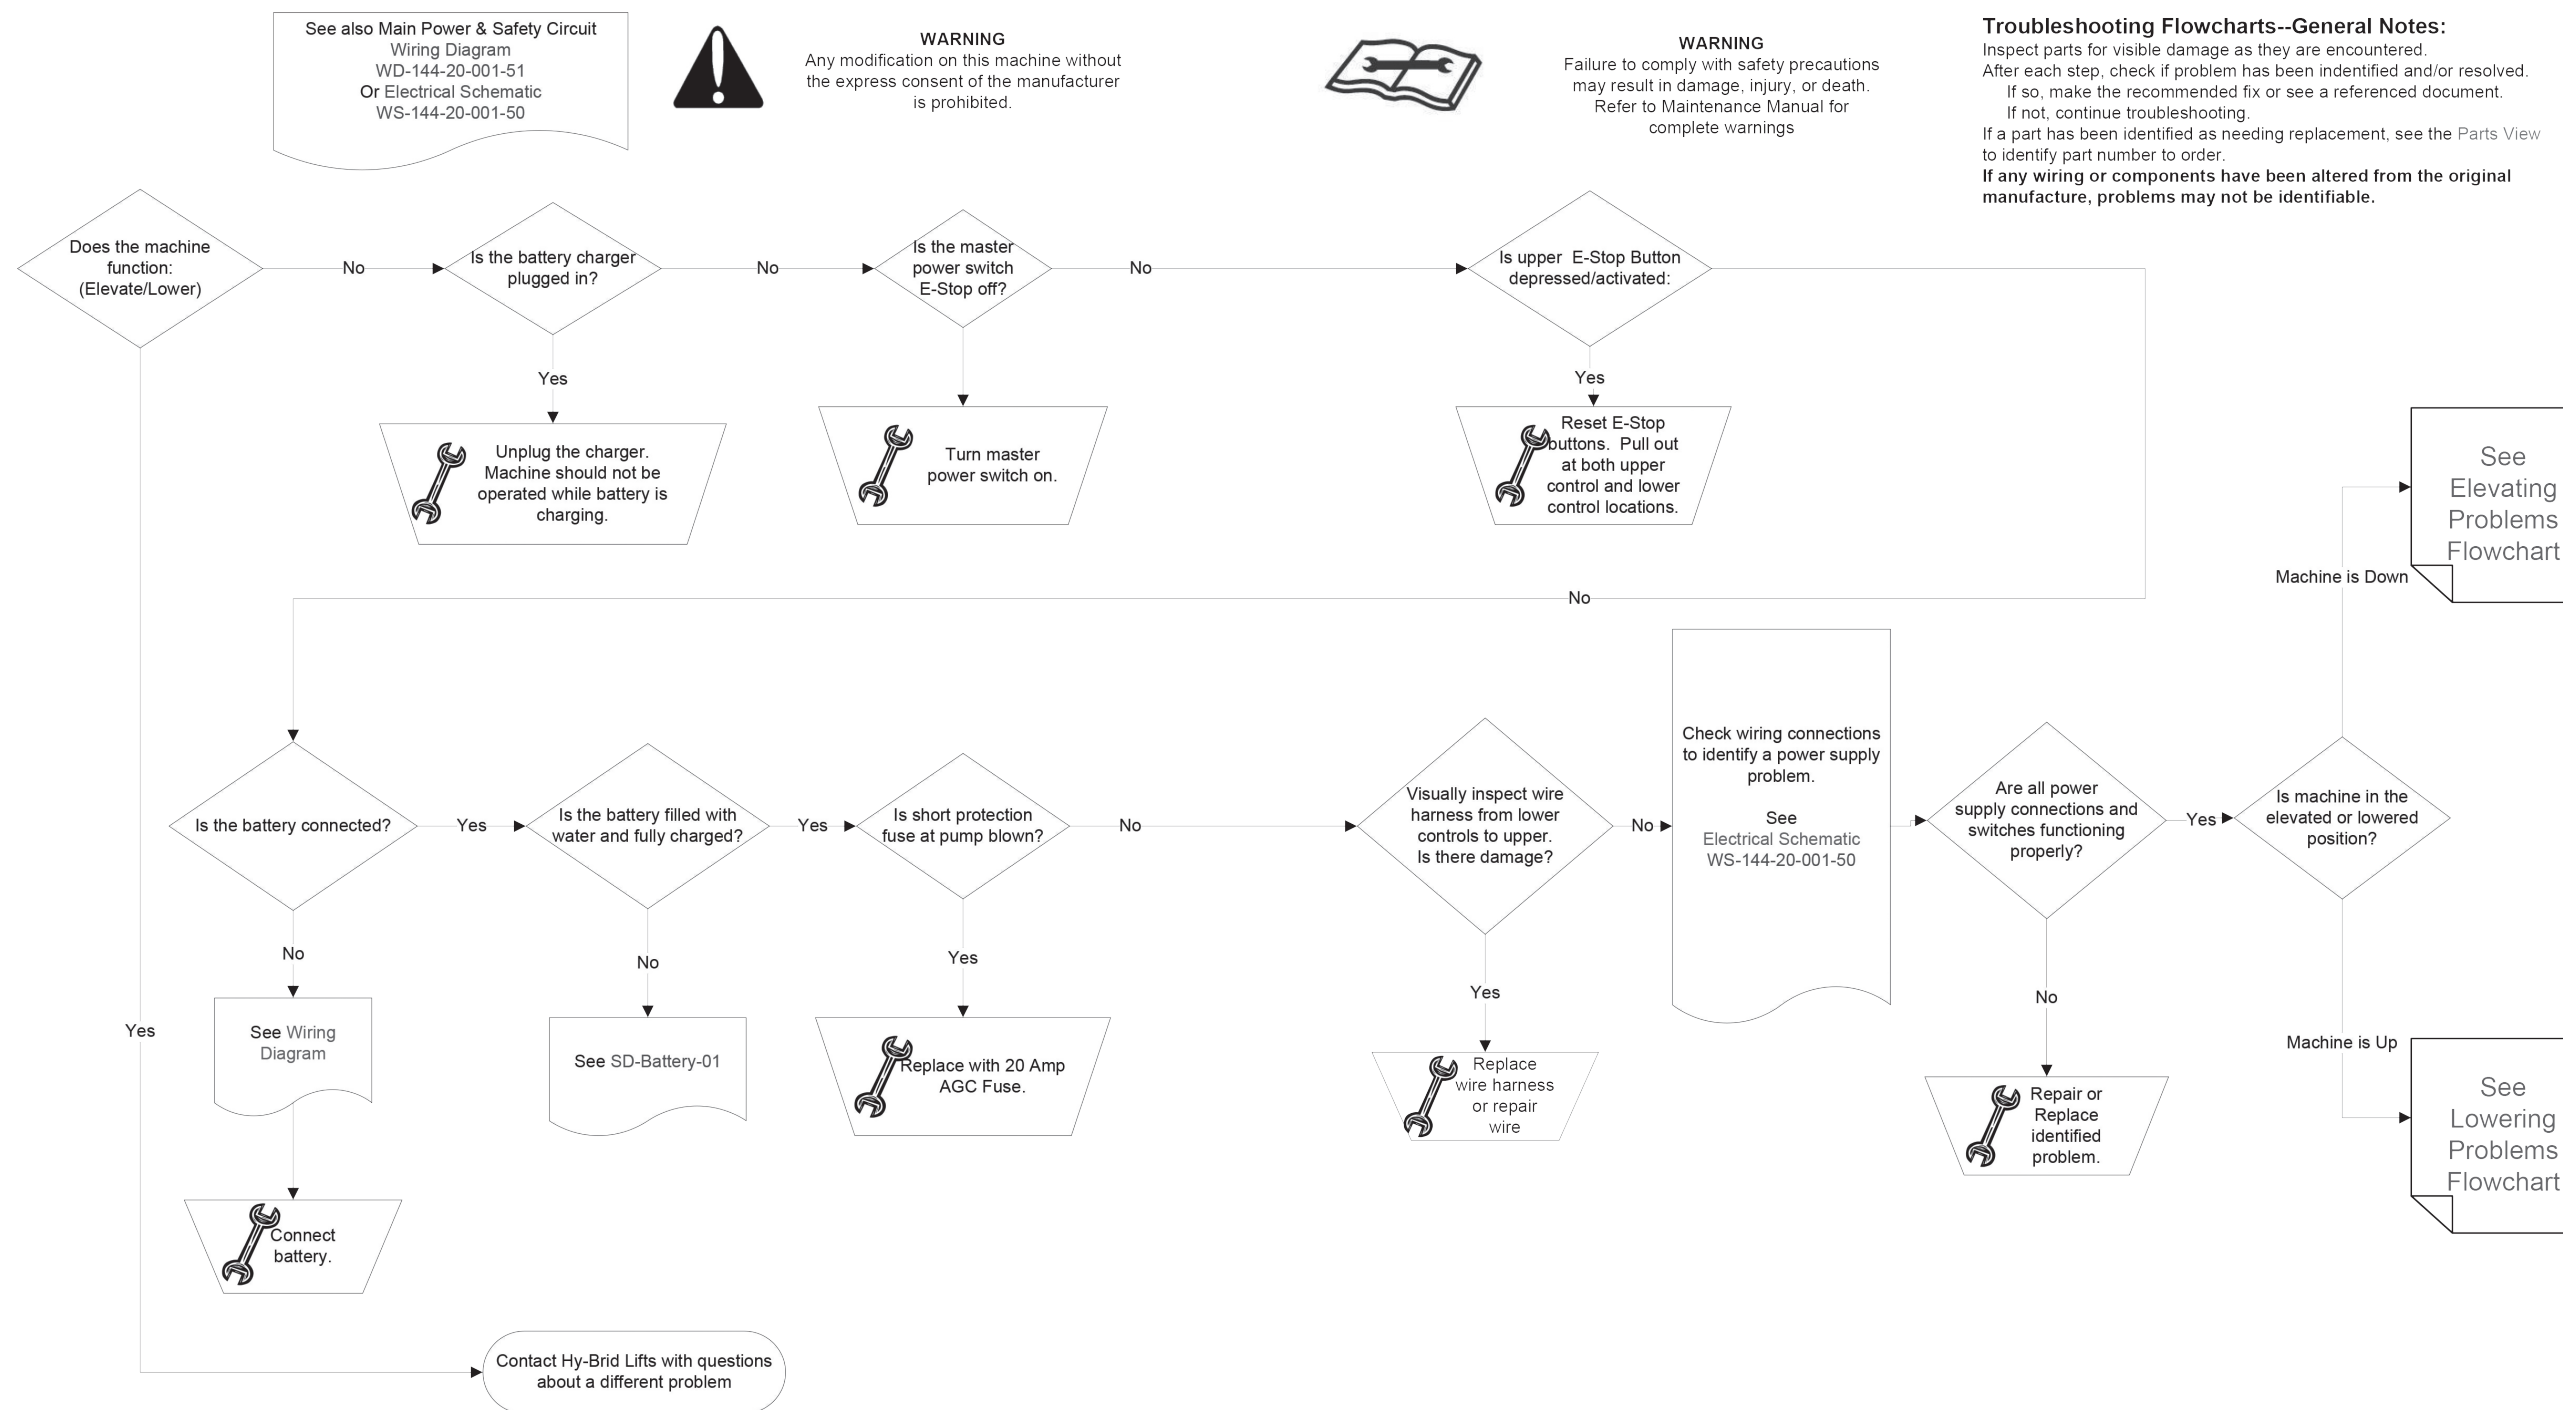 See also Main Power & Safety Circuit
Wiring Diagram
WD-144-20-001-51
Or Electrical Schematic
WS-144-20-001-50
WARNING
Any modification on this machine without
the express consent of the manufacturer
is prohibited.
WARNING
Failure to comply with safety precautions
may result in damage, injury, or death.
Refer to Maintenance Manual for
complete warnings
Troubleshooting Flowcharts--General Notes:
Inspect parts for visible damage as they are encountered.
After each step, check if problem has been indentified and/or resolved.
If so, make the recommended fix or see a referenced document.
If not, continue troubleshooting.
If a part has been identified as needing replacement, see the Parts View
to identify part number to order.
If any wiring or components have been altered from the original
manufacture, problems may not be identifiable.
Does the machine
function:
(Elevate/Lower)
No
Is the battery charger
plugged in?
No
Is the master
power switch
E-Stop off?
No
Is upper E-Stop Button
depressed/activated:
Yes
Yes
Unplug the charger.
Machine should not be
operated while battery is
charging.
Turn master
power switch on.
Reset E-Stop
buttons. Pull out
at both upper
control and lower
control locations.
See
Elevating
Problems
Flowchart
Machine is Down
No
Is the battery connected?
Yes
Is the battery filled with
water and fully charged?
Yes
Is short protection
fuse at pump blown?
No
Visually inspect wire
harness from lower
controls to upper.
Is there damage?
No
Check wiring connections
to identify a power supply
problem.
See
Electrical Schematic
WS-144-20-001-50
Are all power
supply connections and
switches functioning
properly?
Yes
Is machine in the
elevated or lowered
position?
No
No
Yes
Yes
No
Yes
See Wiring
Diagram
See SD-Battery-01
Replace with 20 Amp
AGC Fuse.
Replace
wire harness
or repair
wire
Repair or
Replace
identified
problem.
Machine is Up
See
Lowering
Problems
Flowchart
Connect
battery.
Contact Hy-Brid Lifts with questions
about a different problem